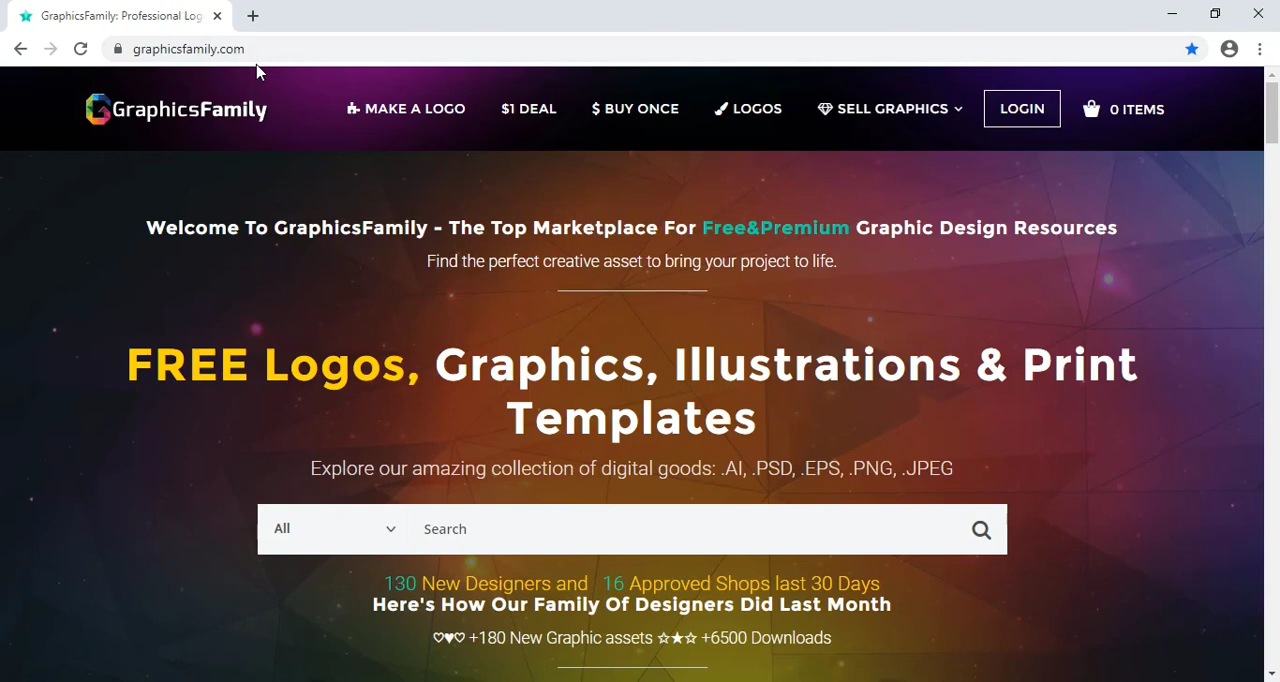 GraphicsFamily: Professional Log
graphicsfamily.com
GraphicsFamily
MAKE A LOGO
$1 DEAL
$ BUY ONCE
LOGOS
SELL GRAPHICS
LOGIN
0 ITEMS
Welcome To GraphicsFamily - The Top Marketplace For Free&Premium Graphic Design Resources
Find the perfect creative asset to bring your project to life.
FREE Logos, Graphics, Illustrations & Print
Templates
Explore our amazing collection of digital goods: .AI, .PSD, .EPS, .PNG, .JPEG
All
Search
130 New Designers and 16 Approved Shops last 30 Days
Here's How Our Family Of Designers Did Last Month
♡♥♡ +180 New Graphic assets ☆★☆ +6500 Downloads